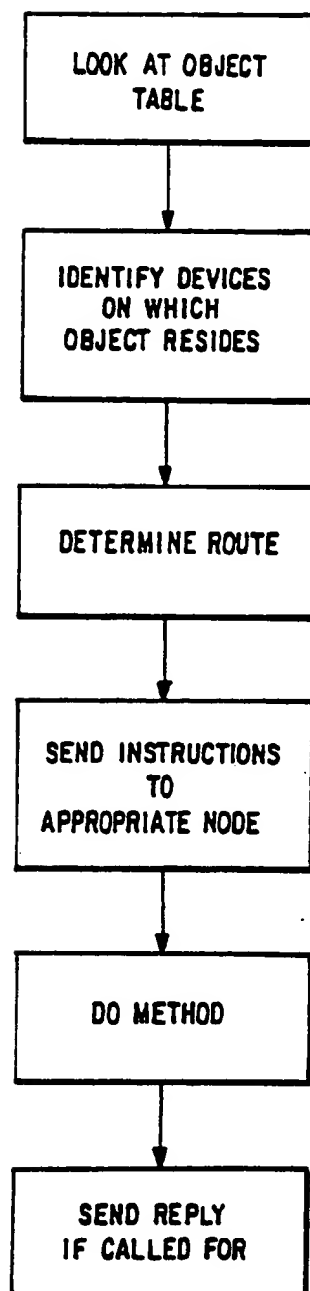 LOOK AT OBJECT
TABLE
IDENTIFY DEVICES
ON WHICH
OBJECT RESIDES
DETERMINE ROUTE
SEND INSTRUCTIONS
TO
APPROPRIATE NODE
DO METHOD
SEND REPLY
IF CALLED FOR